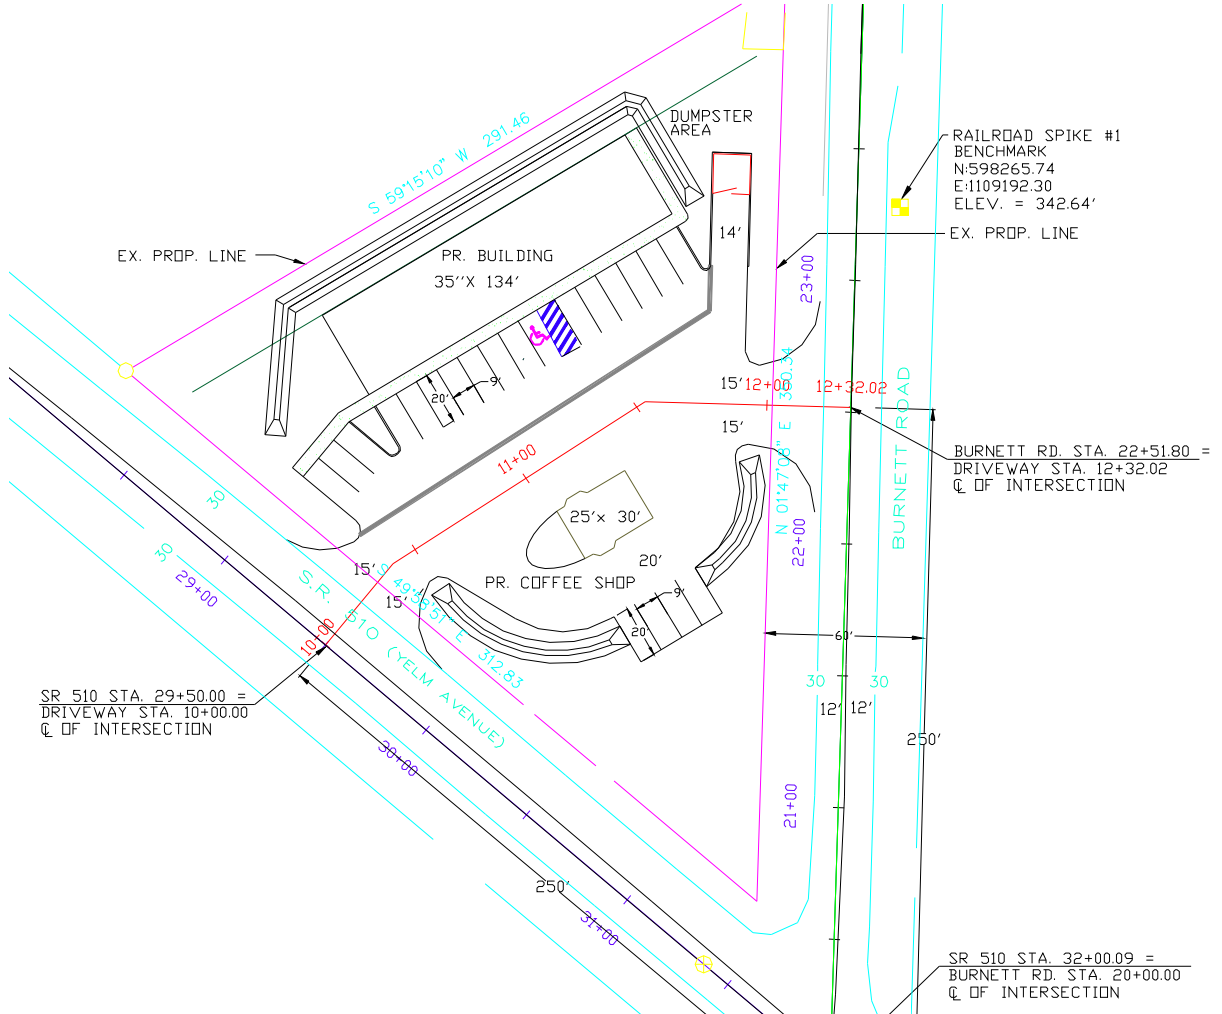 S 59°15'10" W 291.46
DUMPSTER
AREA
RAILROAD SPIKE #1
BENCHMARK
N:598265.74
E:1109192.30
ELEV. = 342.64'
EX. PROP. LINE
EX. PROP. LINE
PR. BUILDING
35''X 134'
14'
23+00
9'
20'
15'
12+00
12+32.02
15'
N 01°47'08" E
BURNETT ROAD
BURNETT RD. STA. 22+51.80 =
DRIVEWAY STA. 12+32.02
℄ OF INTERSECTION
11+00
30
25'x 30'
22+00
30
29+00
15'
15'
S 49°58'51" E 312.83
PR. COFFEE SHOP
20'
9'
20'
60'
S.R. 510 (YELM AVENUE)
10+00
30
30
12'
12'
SR 510 STA. 29+50.00 =
DRIVEWAY STA. 10+00.00
℄ OF INTERSECTION
250'
30+00
21+00
250'
31+00
SR 510 STA. 32+00.09 =
BURNETT RD. STA. 20+00.00
℄ OF INTERSECTION